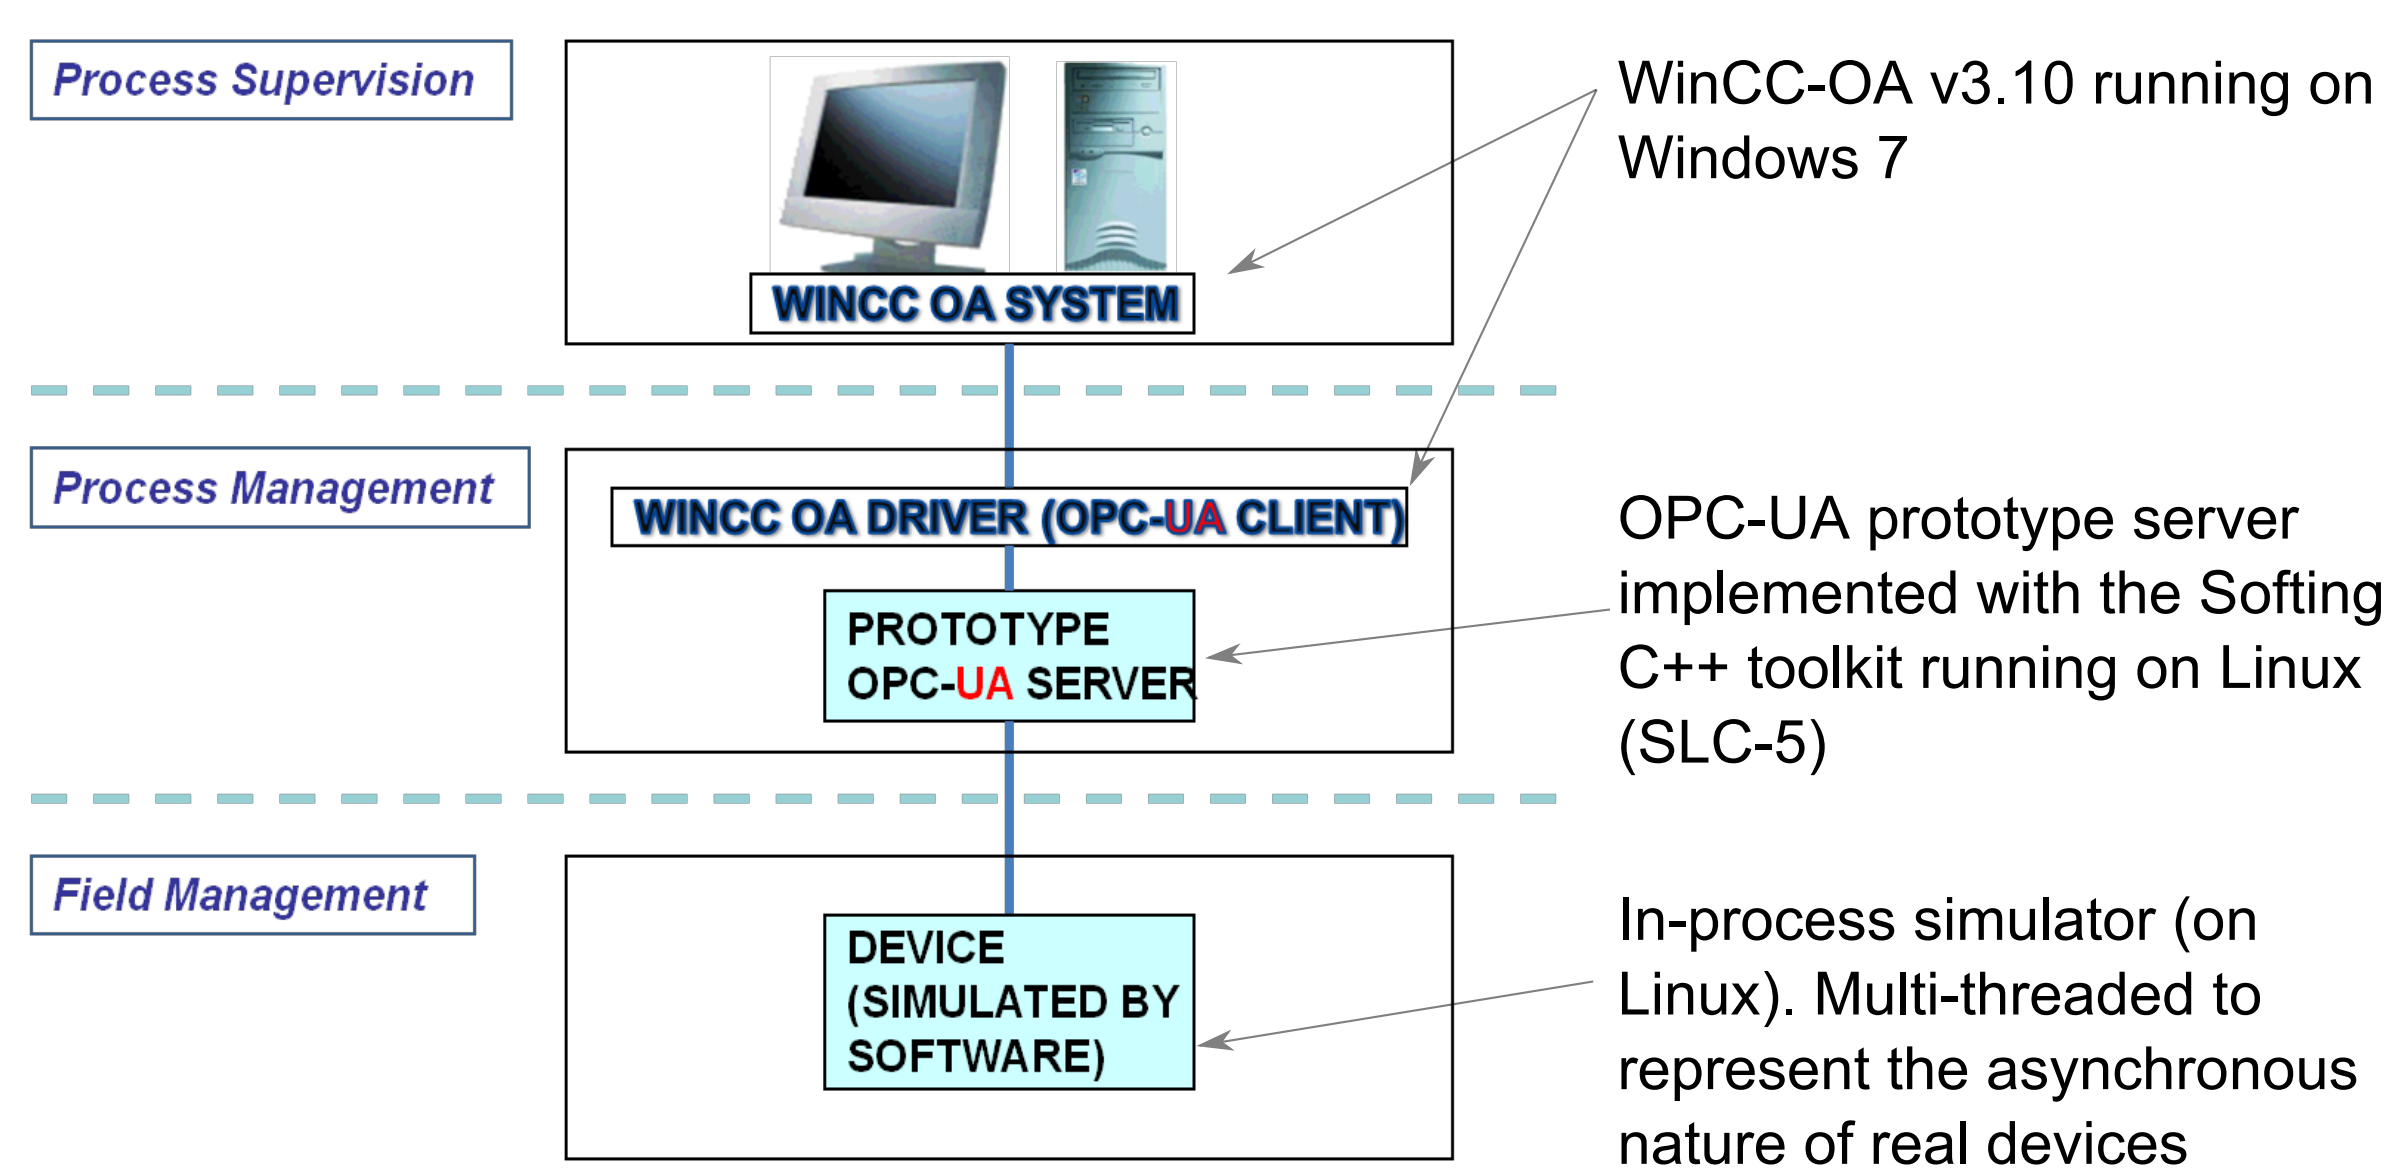 Process Supervision
WINCC OA SYSTEM
WinCC-OA v3.10 running on
Windows 7
Process Management
WINCC OA DRIVER (OPC-UA CLIENT)
PROTOTYPE
OPC-UA SERVER
OPC-UA prototype server
implemented with the Softing
C++ toolkit running on Linux
(SLC-5)
Field Management
DEVICE
(SIMULATED BY
SOFTWARE)
In-process simulator (on
Linux). Multi-threaded to
represent the asynchronous
nature of real devices